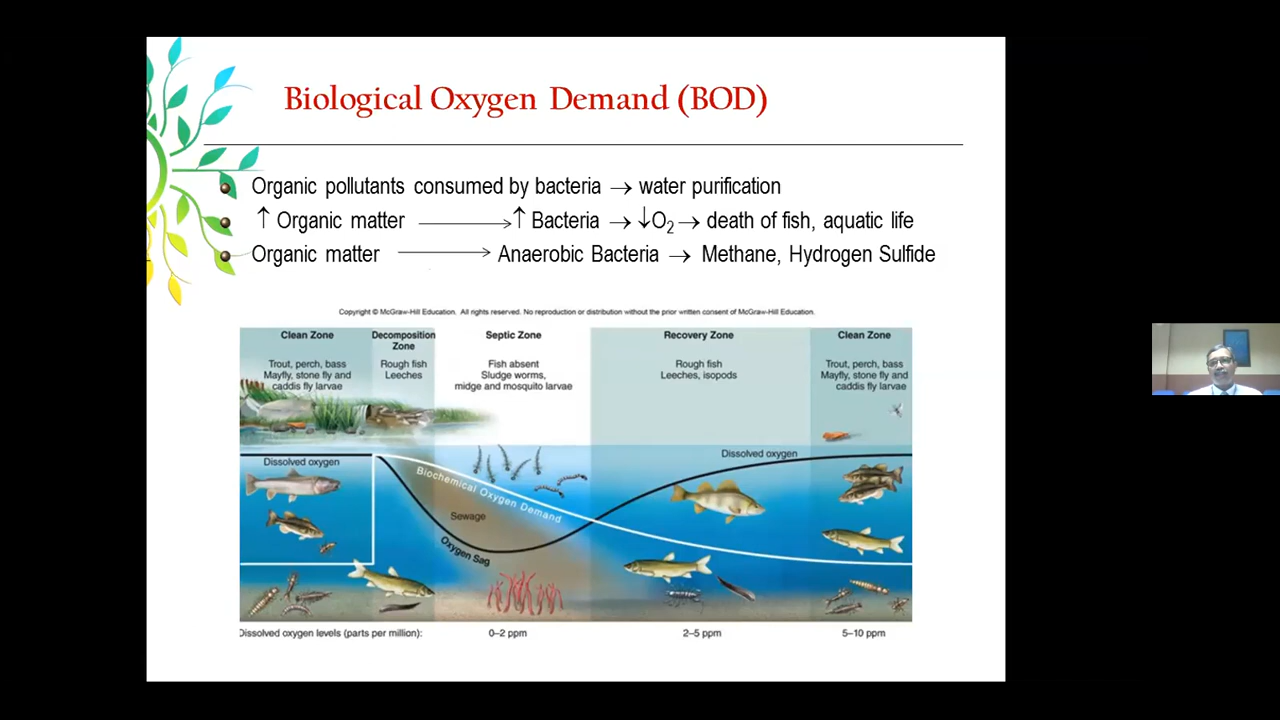 Biological Oxygen Demand (BOD)
Organic pollutants consumed by bacteria → water purification
↑ Organic matter → ↑ Bacteria → ↓O₂ → death of fish, aquatic life
Organic matter → Anaerobic Bacteria → Methane, Hydrogen Sulfide
Copyright © McGraw-Hill Education. All rights reserved. No reproduction or distribution without the prior written consent of McGraw-Hill Education.
Clean Zone
Trout, perch, bass
Mayfly, stone fly and
caddis fly larvae
Decomposition
Zone
Rough fish
Leeches
Septic Zone
Fish absent
Sludge worms,
midge and mosquito larvae
Recovery Zone
Rough fish
Leeches, isopods
Clean Zone
Trout, perch, bass
Mayfly, stone fly and
caddis fly larvae
Dissolved oxygen
Dissolved oxygen
Biochemical Oxygen Demand
Sewage
Oxygen Sag
Dissolved oxygen levels (parts per million): 0–2 ppm 2–5 ppm 5–10 ppm